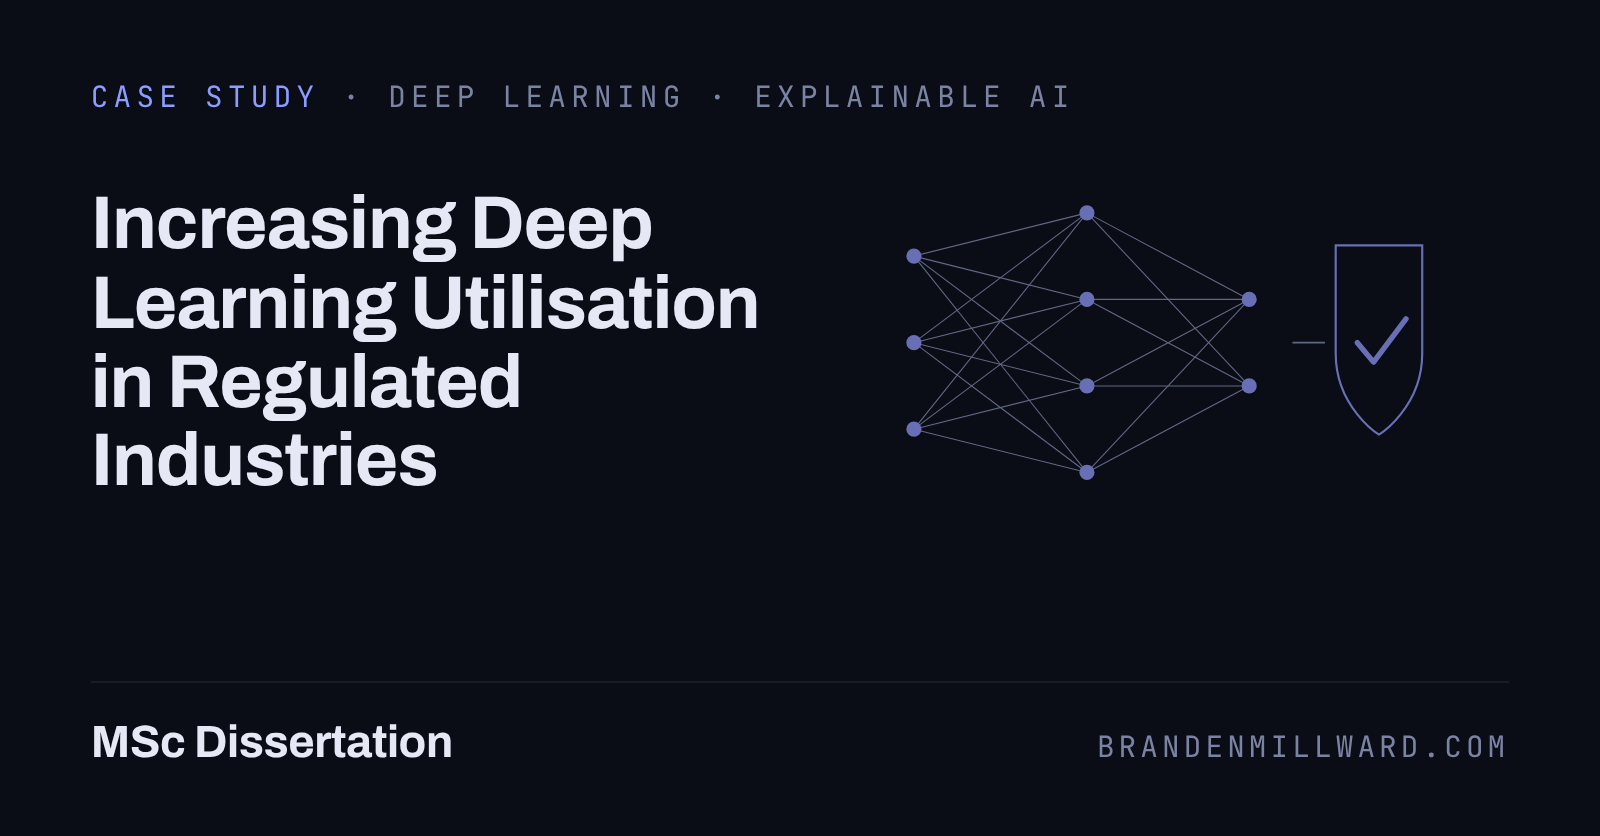 CASE STUDY · DEEP LEARNING · EXPLAINABLE AI
Increasing Deep
Learning Utilisation
in Regulated
Industries
MSc Dissertation
BRANDENMILLWARD.COM